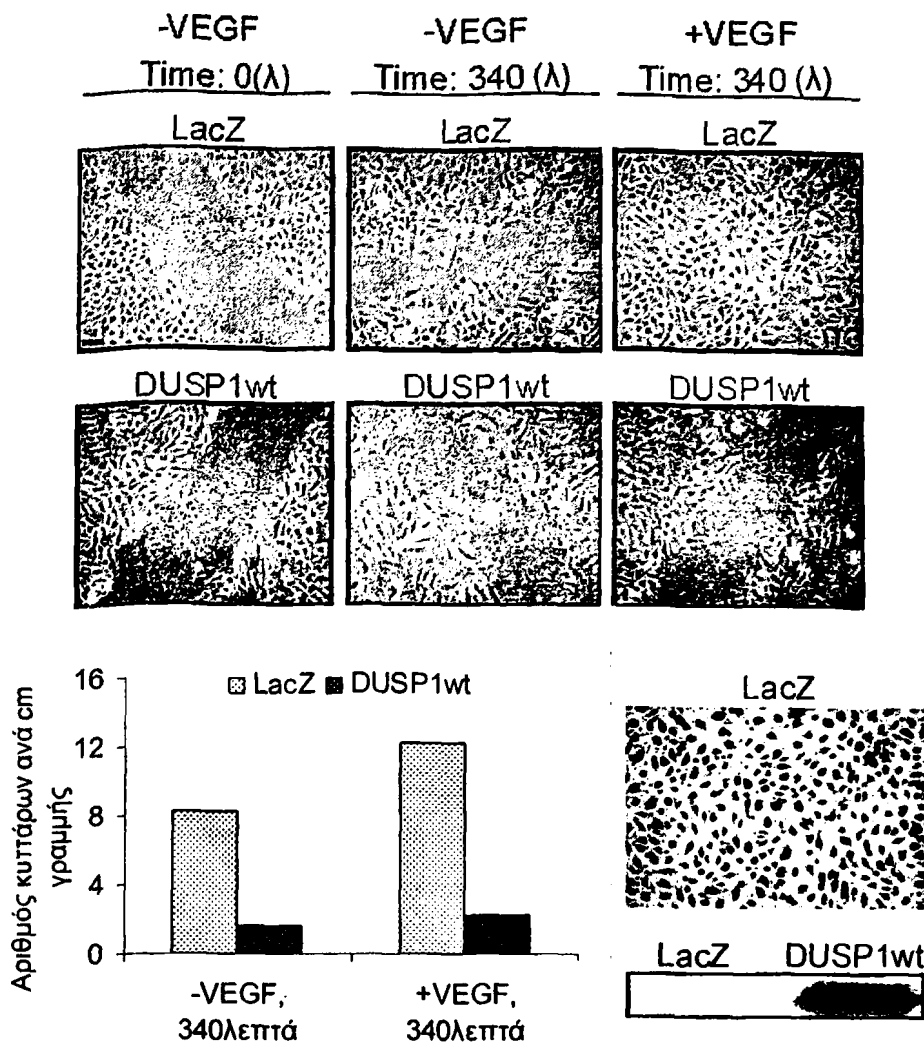 -VEGF -VEGF +VEGF
Time: 0(λ) Time: 340 (λ) Time: 340 (λ)
LacZ LacZ LacZ
DUSP1wt DUSP1wt DUSP1wt
16
12
8
4
0
LacZ DUSP1wt
Αριθμός κυττάρων ανά cm
γραμμής
-VEGF, +VEGF,
340λεπτά 340λεπτά
LacZ
LacZ DUSP1wt